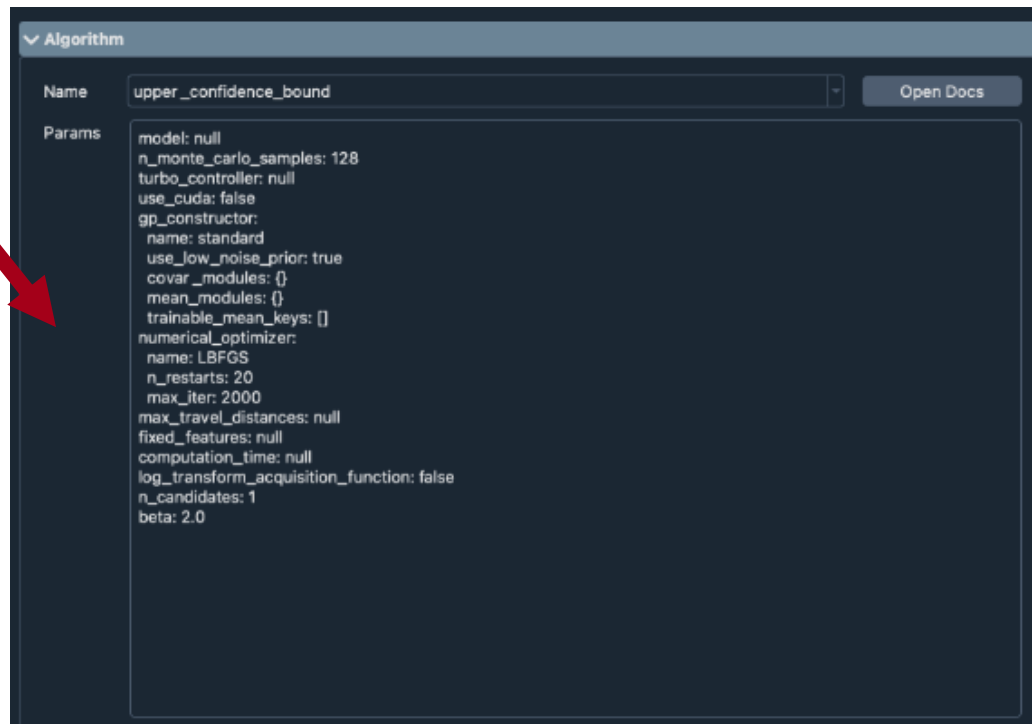 Algorithm
Name upper_confidence_bound Open Docs
Params
model: null
n_monte_carlo_samples: 128
turbo_controller: null
use_cuda: false
gp_constructor:
name: standard
use_low_noise_prior: true
covar_modules: {}
mean_modules: {}
trainable_mean_keys: []
numerical_optimizer:
name: LBFGS
n_restarts: 20
max_iter: 2000
max_travel_distances: null
fixed_features: null
computation_time: null
log_transform_acquisition_function: false
n_candidates: 1
beta: 2.0